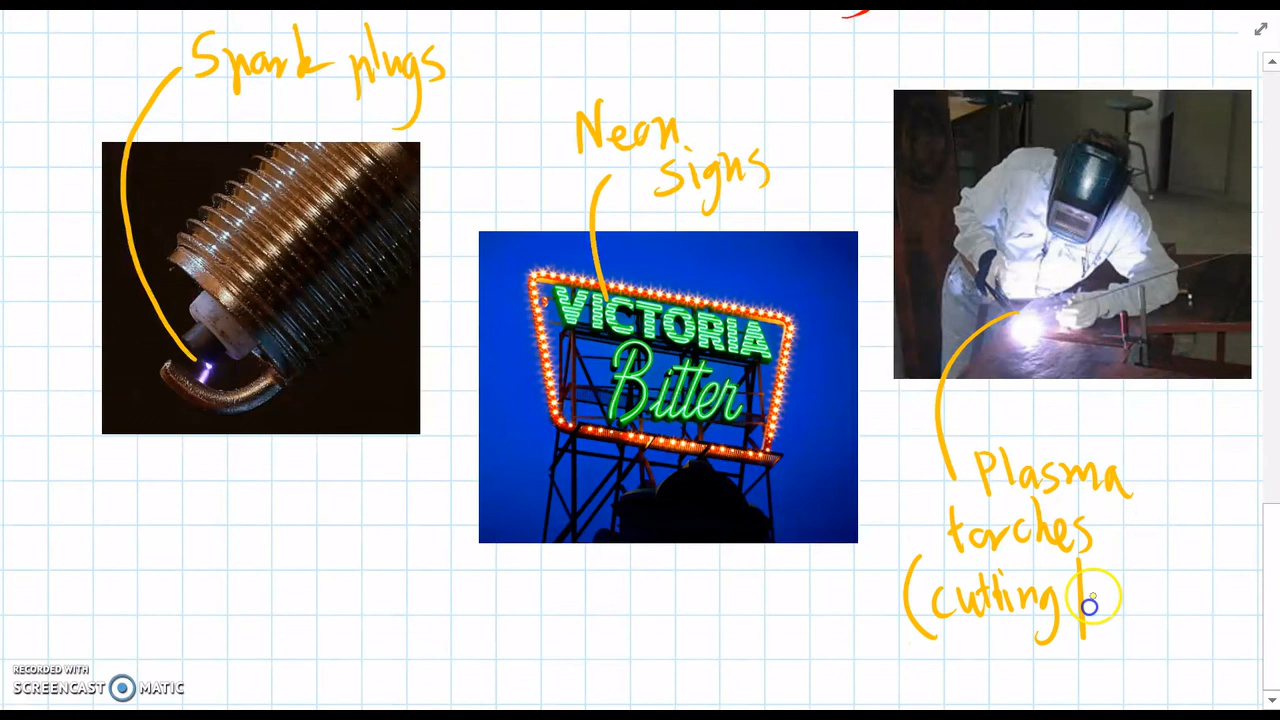 Spark plugs
Neon
signs
VICTORIA
Bitter
Plasma
torches
(cutting |
RECORDED WITH
SCREENCAST MATIC